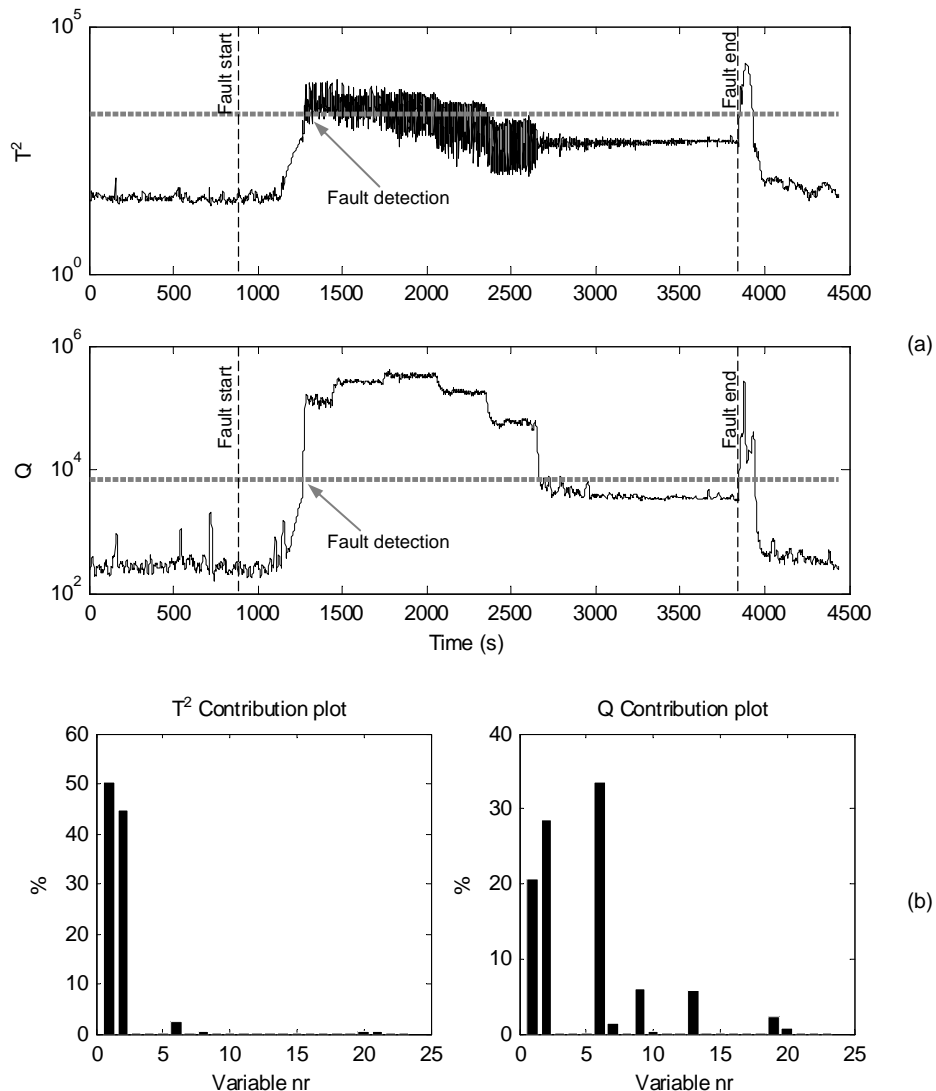 10^5
T^2
10^0
Fault start
Fault end
Fault detection
0 500 1000 1500 2000 2500 3000 3500 4000 4500
(a)
10^6
Q
10^4
10^2
Fault start
Fault end
Fault detection
0 500 1000 1500 2000 2500 3000 3500 4000 4500
Time (s)
T^2 Contribution plot
60
50
40
30
20
10
0
%
0 5 10 15 20 25
Variable nr
Q Contribution plot
40
30
20
10
0
%
0 5 10 15 20 25
Variable nr
(b)